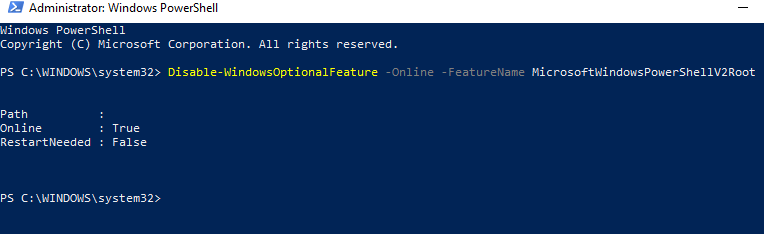 Administrator: Windows PowerShell
Windows PowerShell
Copyright (C) Microsoft Corporation. All rights reserved.
PS C:\WINDOWS\system32> Disable-WindowsOptionalFeature -Online -FeatureName MicrosoftWindowsPowerShellV2Root
Path          :
Online        : True
RestartNeeded : False
PS C:\WINDOWS\system32>